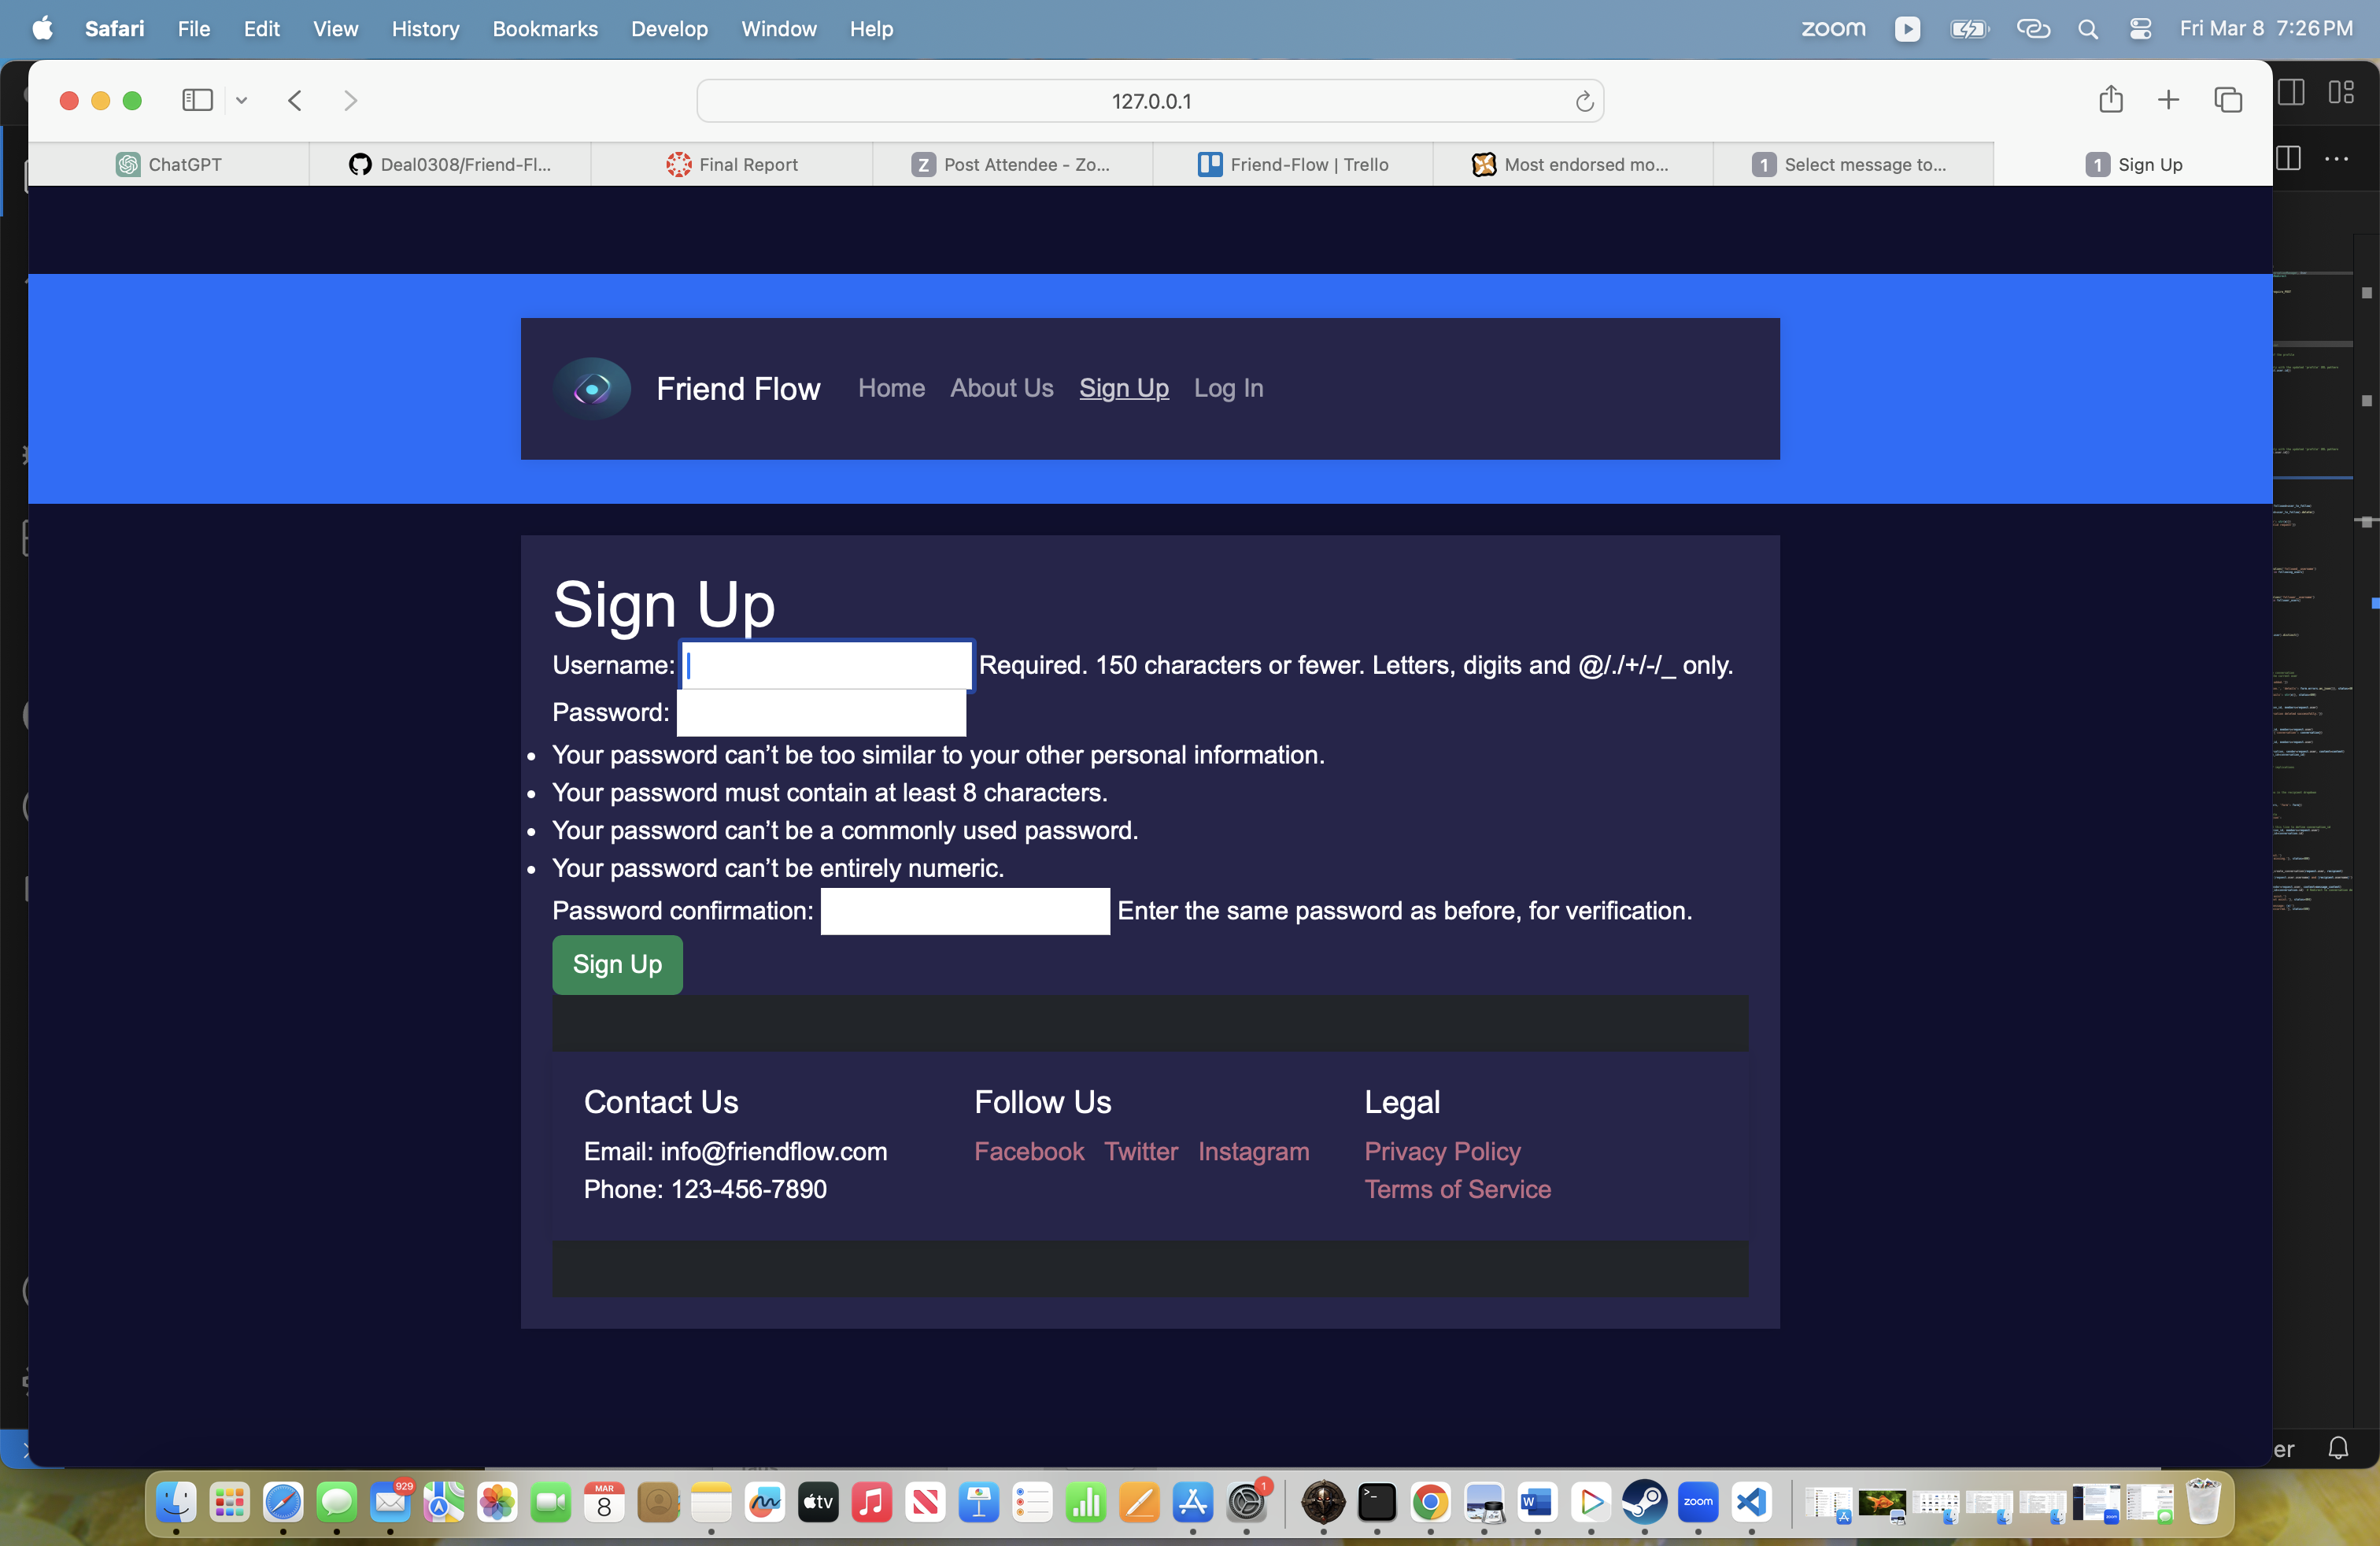 Safari File Edit View History Bookmarks Develop Window Help zoom Fri Mar 8 7:26 PM
127.0.0.1
ChatGPT Deal0308/Friend-Fl... Final Report Z Post Attendee - Zo... Friend-Flow | Trello Most endorsed mo... 1 Select message to... 1 Sign Up
Friend Flow Home About Us Sign Up Log In
Sign Up
Username: Required. 150 characters or fewer. Letters, digits and @/./+/-/_ only.
Password:
• Your password can’t be too similar to your other personal information.
• Your password must contain at least 8 characters.
• Your password can’t be a commonly used password.
• Your password can’t be entirely numeric.
Password confirmation: Enter the same password as before, for verification.
Sign Up
Contact Us Follow Us Legal
Email: info@friendflow.com Facebook Twitter Instagram Privacy Policy
Phone: 123-456-7890 Terms of Service
er
929 MAR 8 tv 1 >_ W zoom